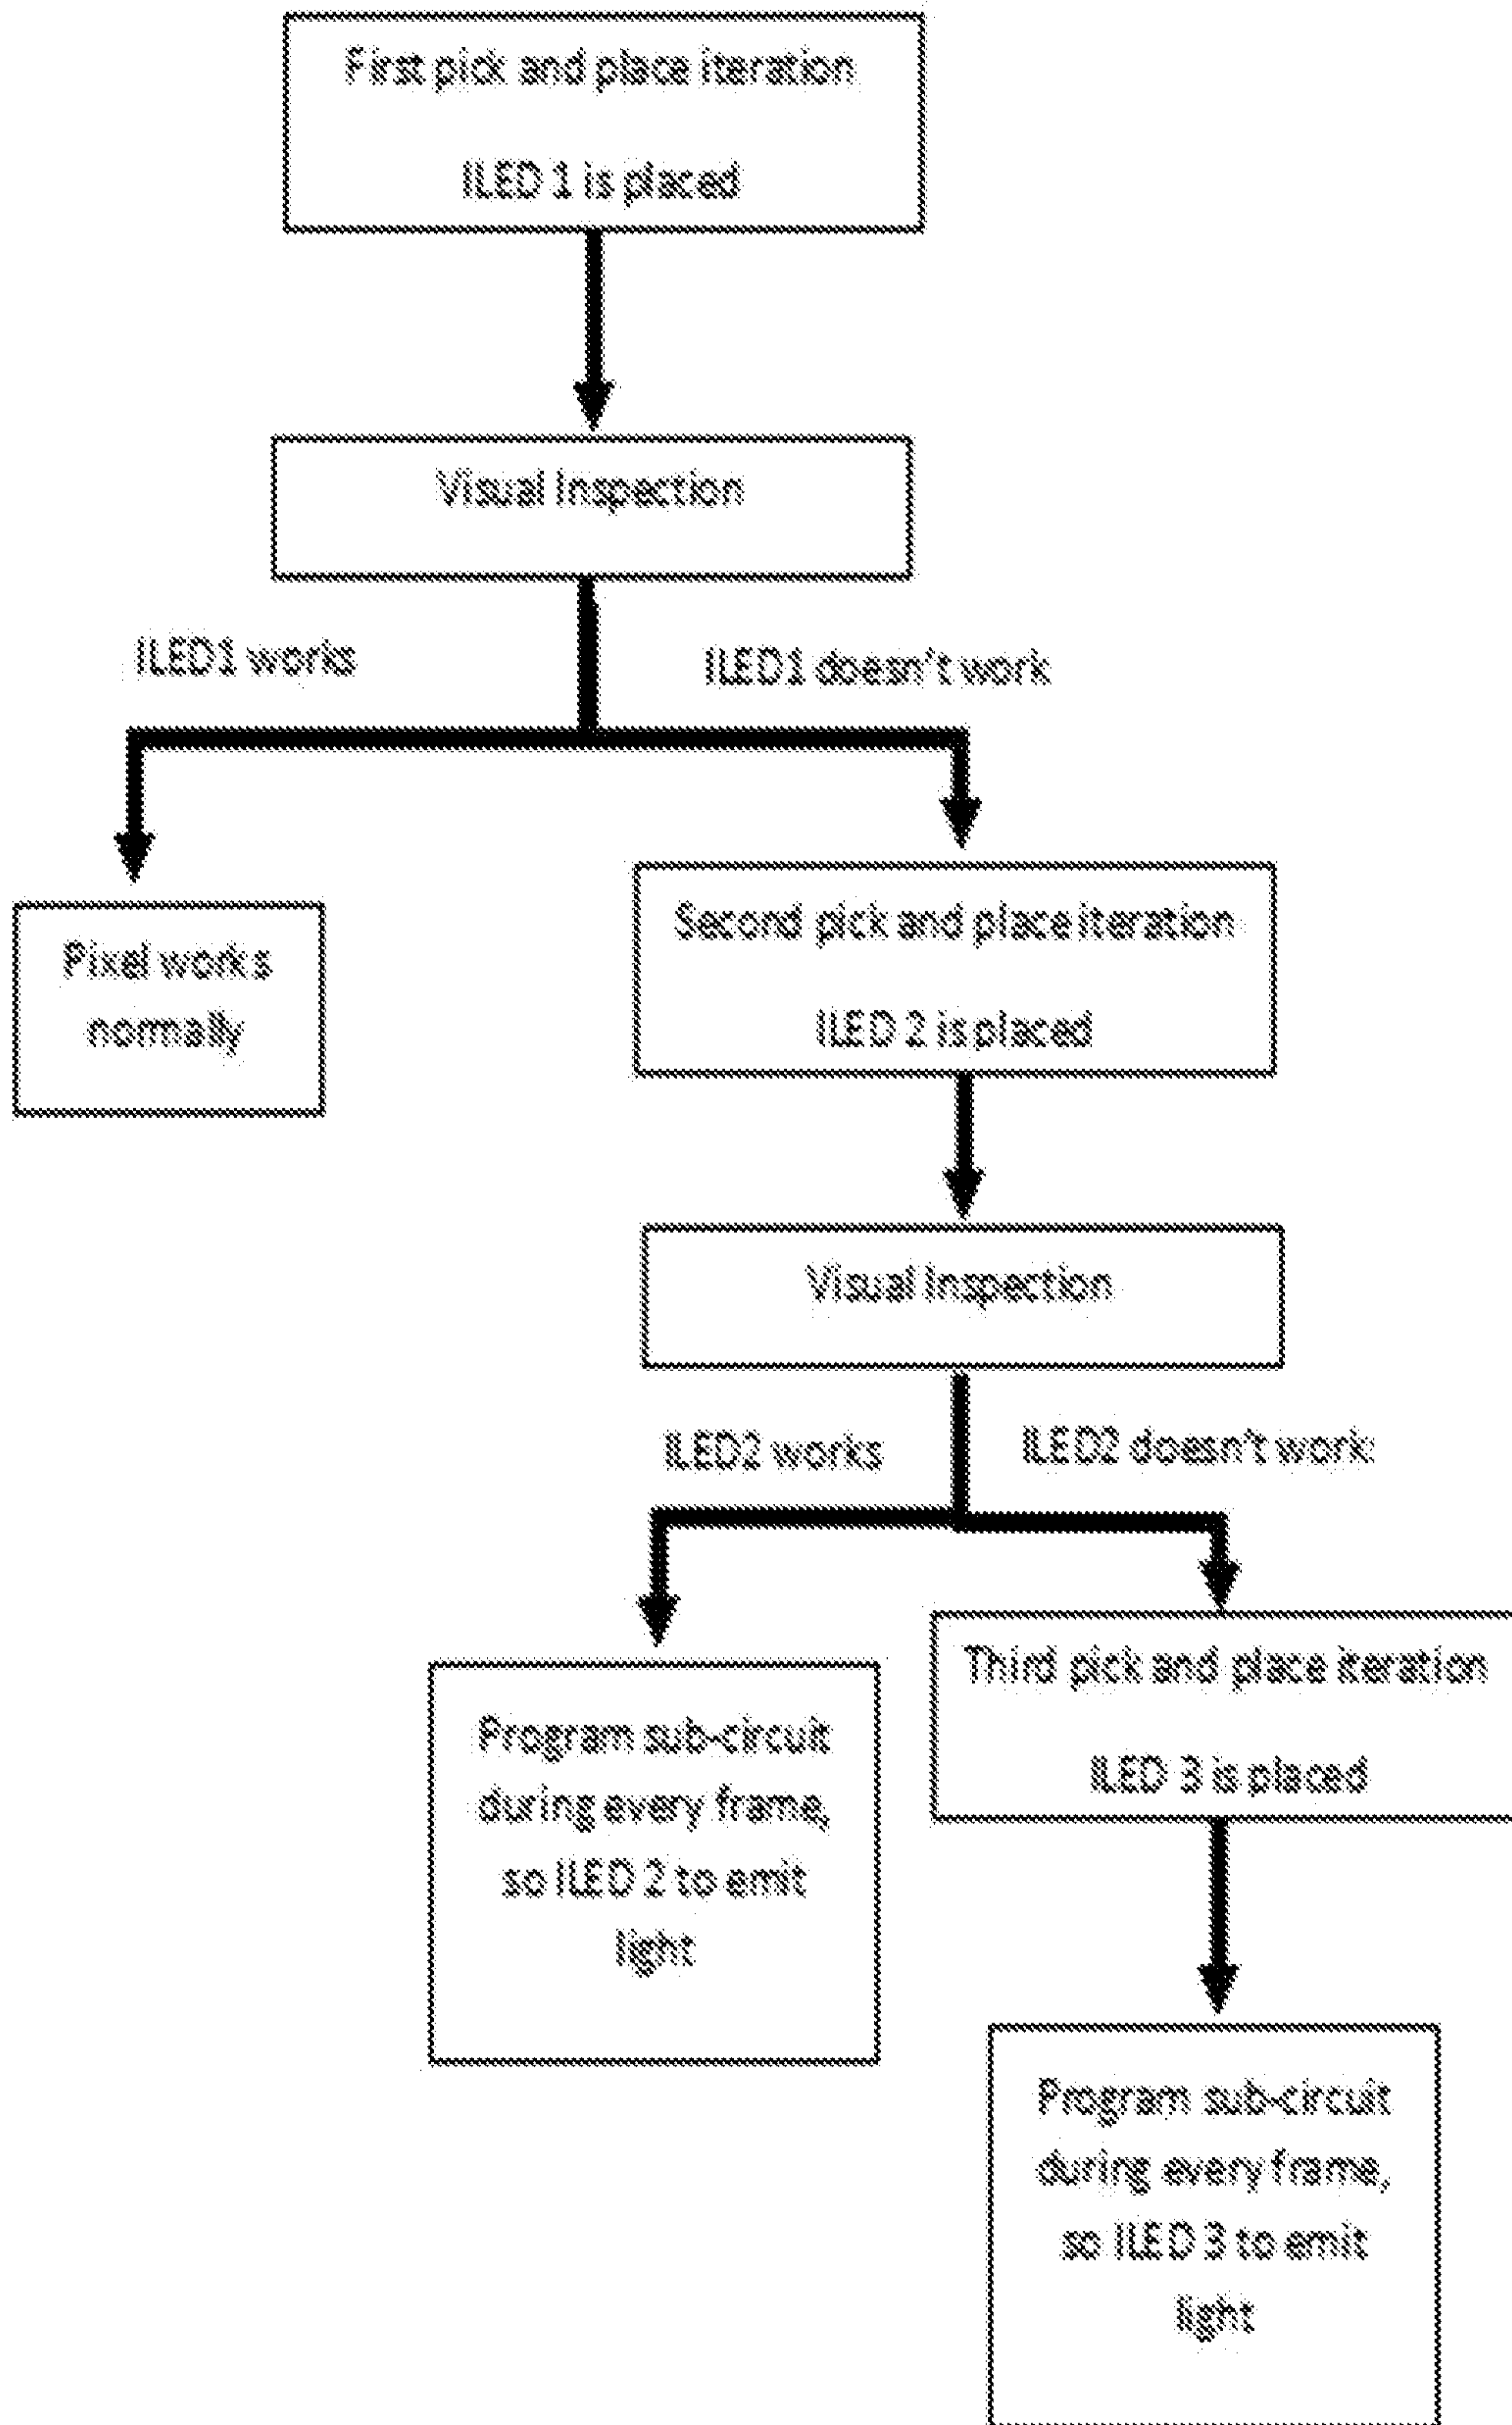 First pick and place iteration
ILED 1 is placed
Visual Inspection
ILED1 works
ILED1 doesn't work
Pixel works
normally
Second pick and place iteration
ILED 2 is placed
Visual Inspection
ILED2 works
ILED2 doesn't work
Program sub-circuit
during every frame,
so ILED 2 to emit
light
Third pick and place iteration
ILED 3 is placed
Program sub-circuit
during every frame,
so ILED 3 to emit
light